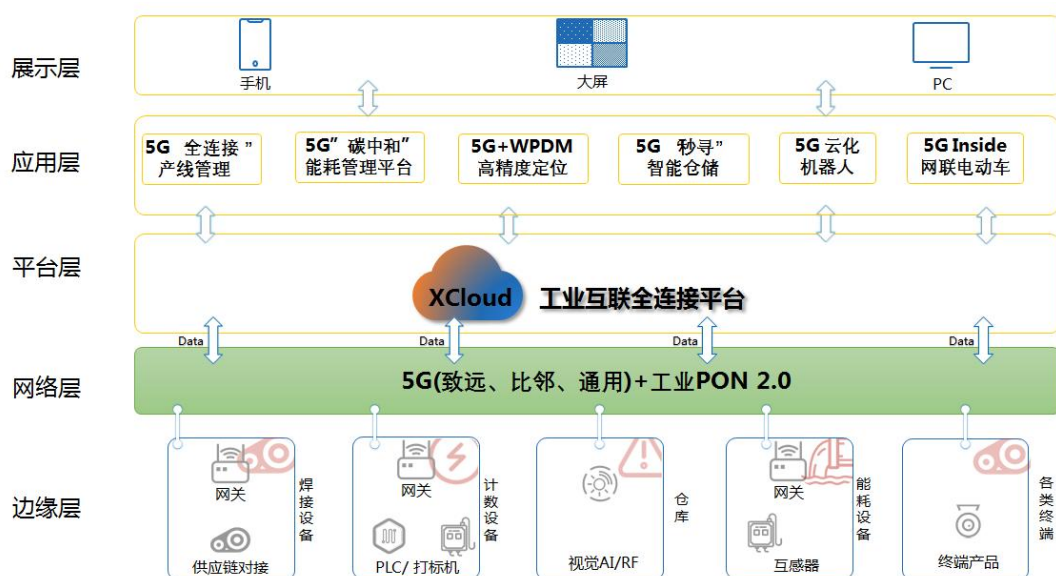 展示层
手机
大屏
PC
应用层
5G 全连接 ”
产线管理
5G” 碳中和”
能耗管理平台
5G+WPDM
高精度定位
5G 秒寻”
智能仓储
5G 云化
机器人
5G Inside
网联电动车
平台层
XCloud 工业互联全连接平台
Data
Data
Data
Data
网络层
5G(致远、比邻、通用)+工业PON 2.0
边缘层
网关
供应链对接
焊接设备
网关
PLC/ 打标机
计数设备
视觉AI/RF
仓库
网关
互感器
能耗设备
终端产品
各类终端